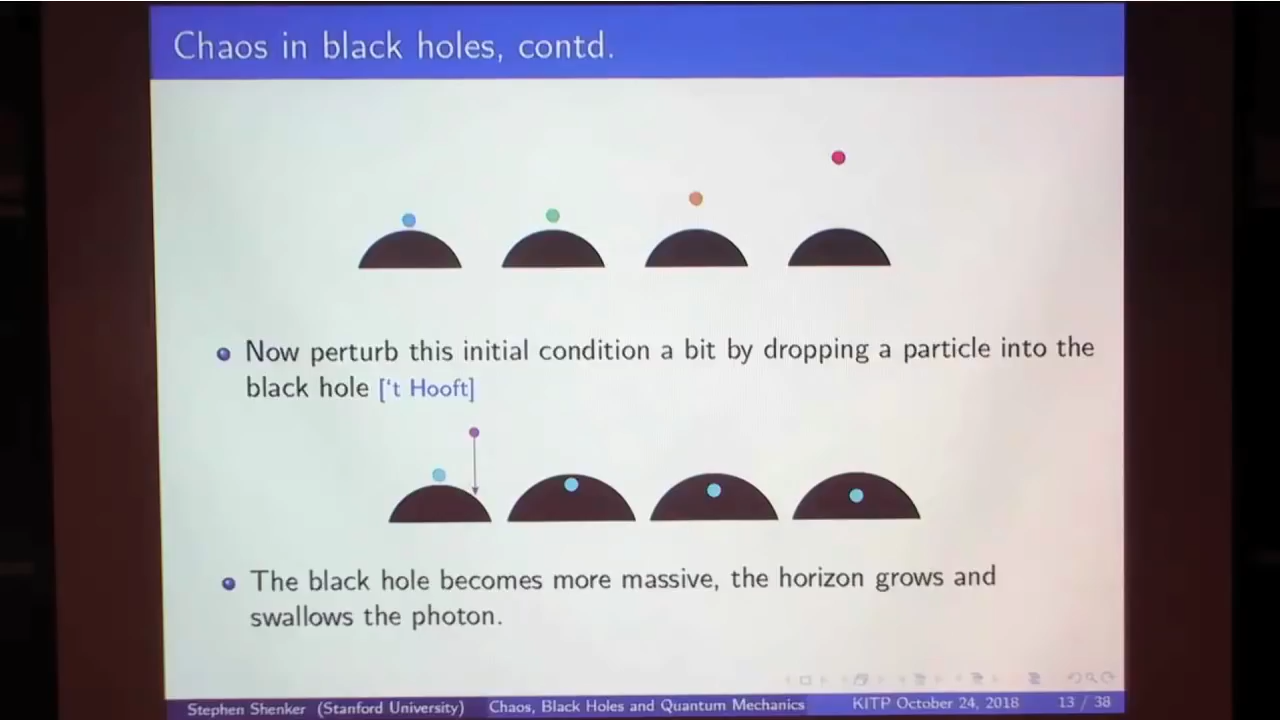 Chaos in black holes, contd.
Now perturb this initial condition a bit by dropping a particle into the
black hole [‘t Hooft]
The black hole becomes more massive, the horizon grows and
swallows the photon.
Stephen Shenker (Stanford University) Chaos, Black Holes and Quantum Mechanics KITP October 24, 2018 13 / 38